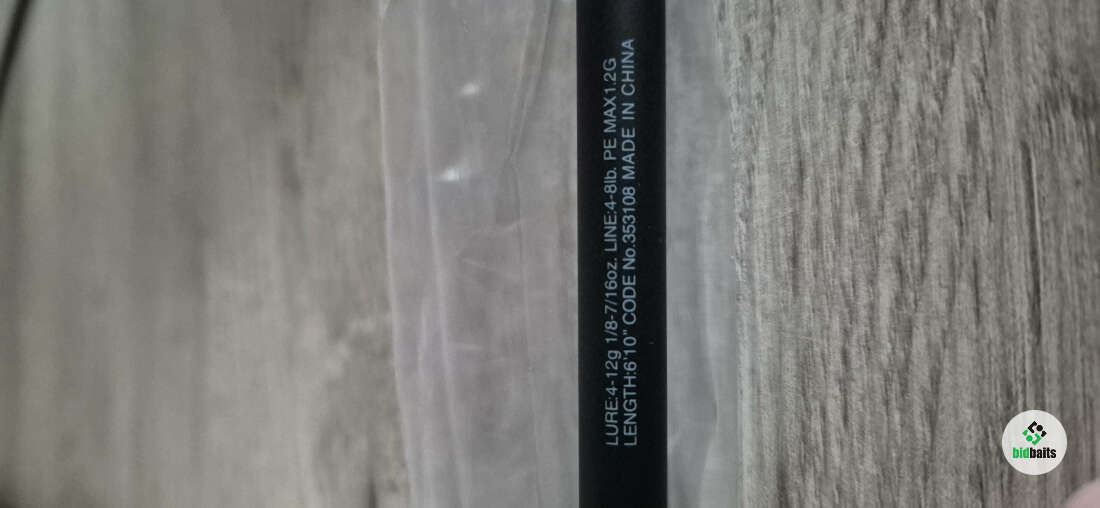 LURE:4-12g 1/8-7/16oz. LINE:4-8lb. PE MAX1.2G
LENGTH:6'10" CODE No.353108 MADE IN CHINA
bidbaits